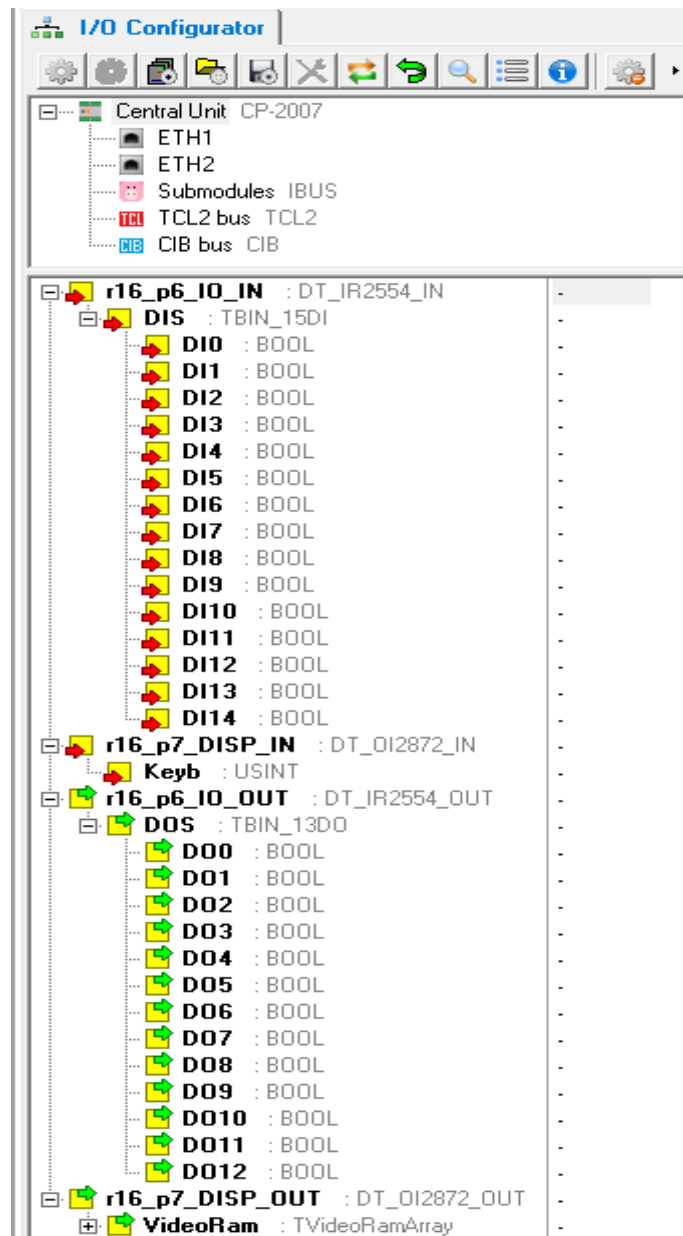 I/O Configurator
Central Unit CP-2007
ETH1
ETH2
Submodules IBUS
TCL TCL2 bus TCL2
CIB CIB bus CIB
r16_p6_IO_IN : DT_IR2554_IN -
DIS : TBIN_15DI -
DI0 : BOOL -
DI1 : BOOL -
DI2 : BOOL -
DI3 : BOOL -
DI4 : BOOL -
DI5 : BOOL -
DI6 : BOOL -
DI7 : BOOL -
DI8 : BOOL -
DI9 : BOOL -
DI10 : BOOL -
DI11 : BOOL -
DI12 : BOOL -
DI13 : BOOL -
DI14 : BOOL -
r16_p7_DISP_IN : DT_OI2872_IN -
Keyb : USINT -
r16_p6_IO_OUT : DT_IR2554_OUT -
DOS : TBIN_13DO -
DO0 : BOOL -
DO1 : BOOL -
DO2 : BOOL -
DO3 : BOOL -
DO4 : BOOL -
DO5 : BOOL -
DO6 : BOOL -
DO7 : BOOL -
DO8 : BOOL -
DO9 : BOOL -
DO10 : BOOL -
DO11 : BOOL -
DO12 : BOOL -
r16_p7_DISP_OUT : DT_OI2872_OUT -
VideoRam : TVideoRamArray -